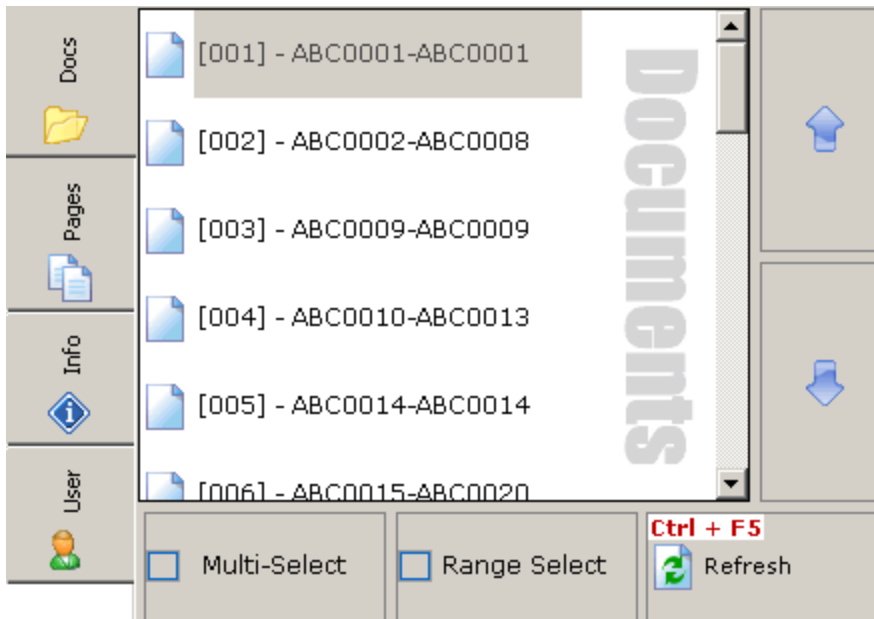 Docs
Pages
Info
User
[001] - ABC0001-ABC0001
[002] - ABC0002-ABC0008
[003] - ABC0009-ABC0009
[004] - ABC0010-ABC0013
[005] - ABC0014-ABC0014
[006] - ABC0015-ABC0020
Documents
Multi-Select
Range Select
Ctrl + F5
Refresh